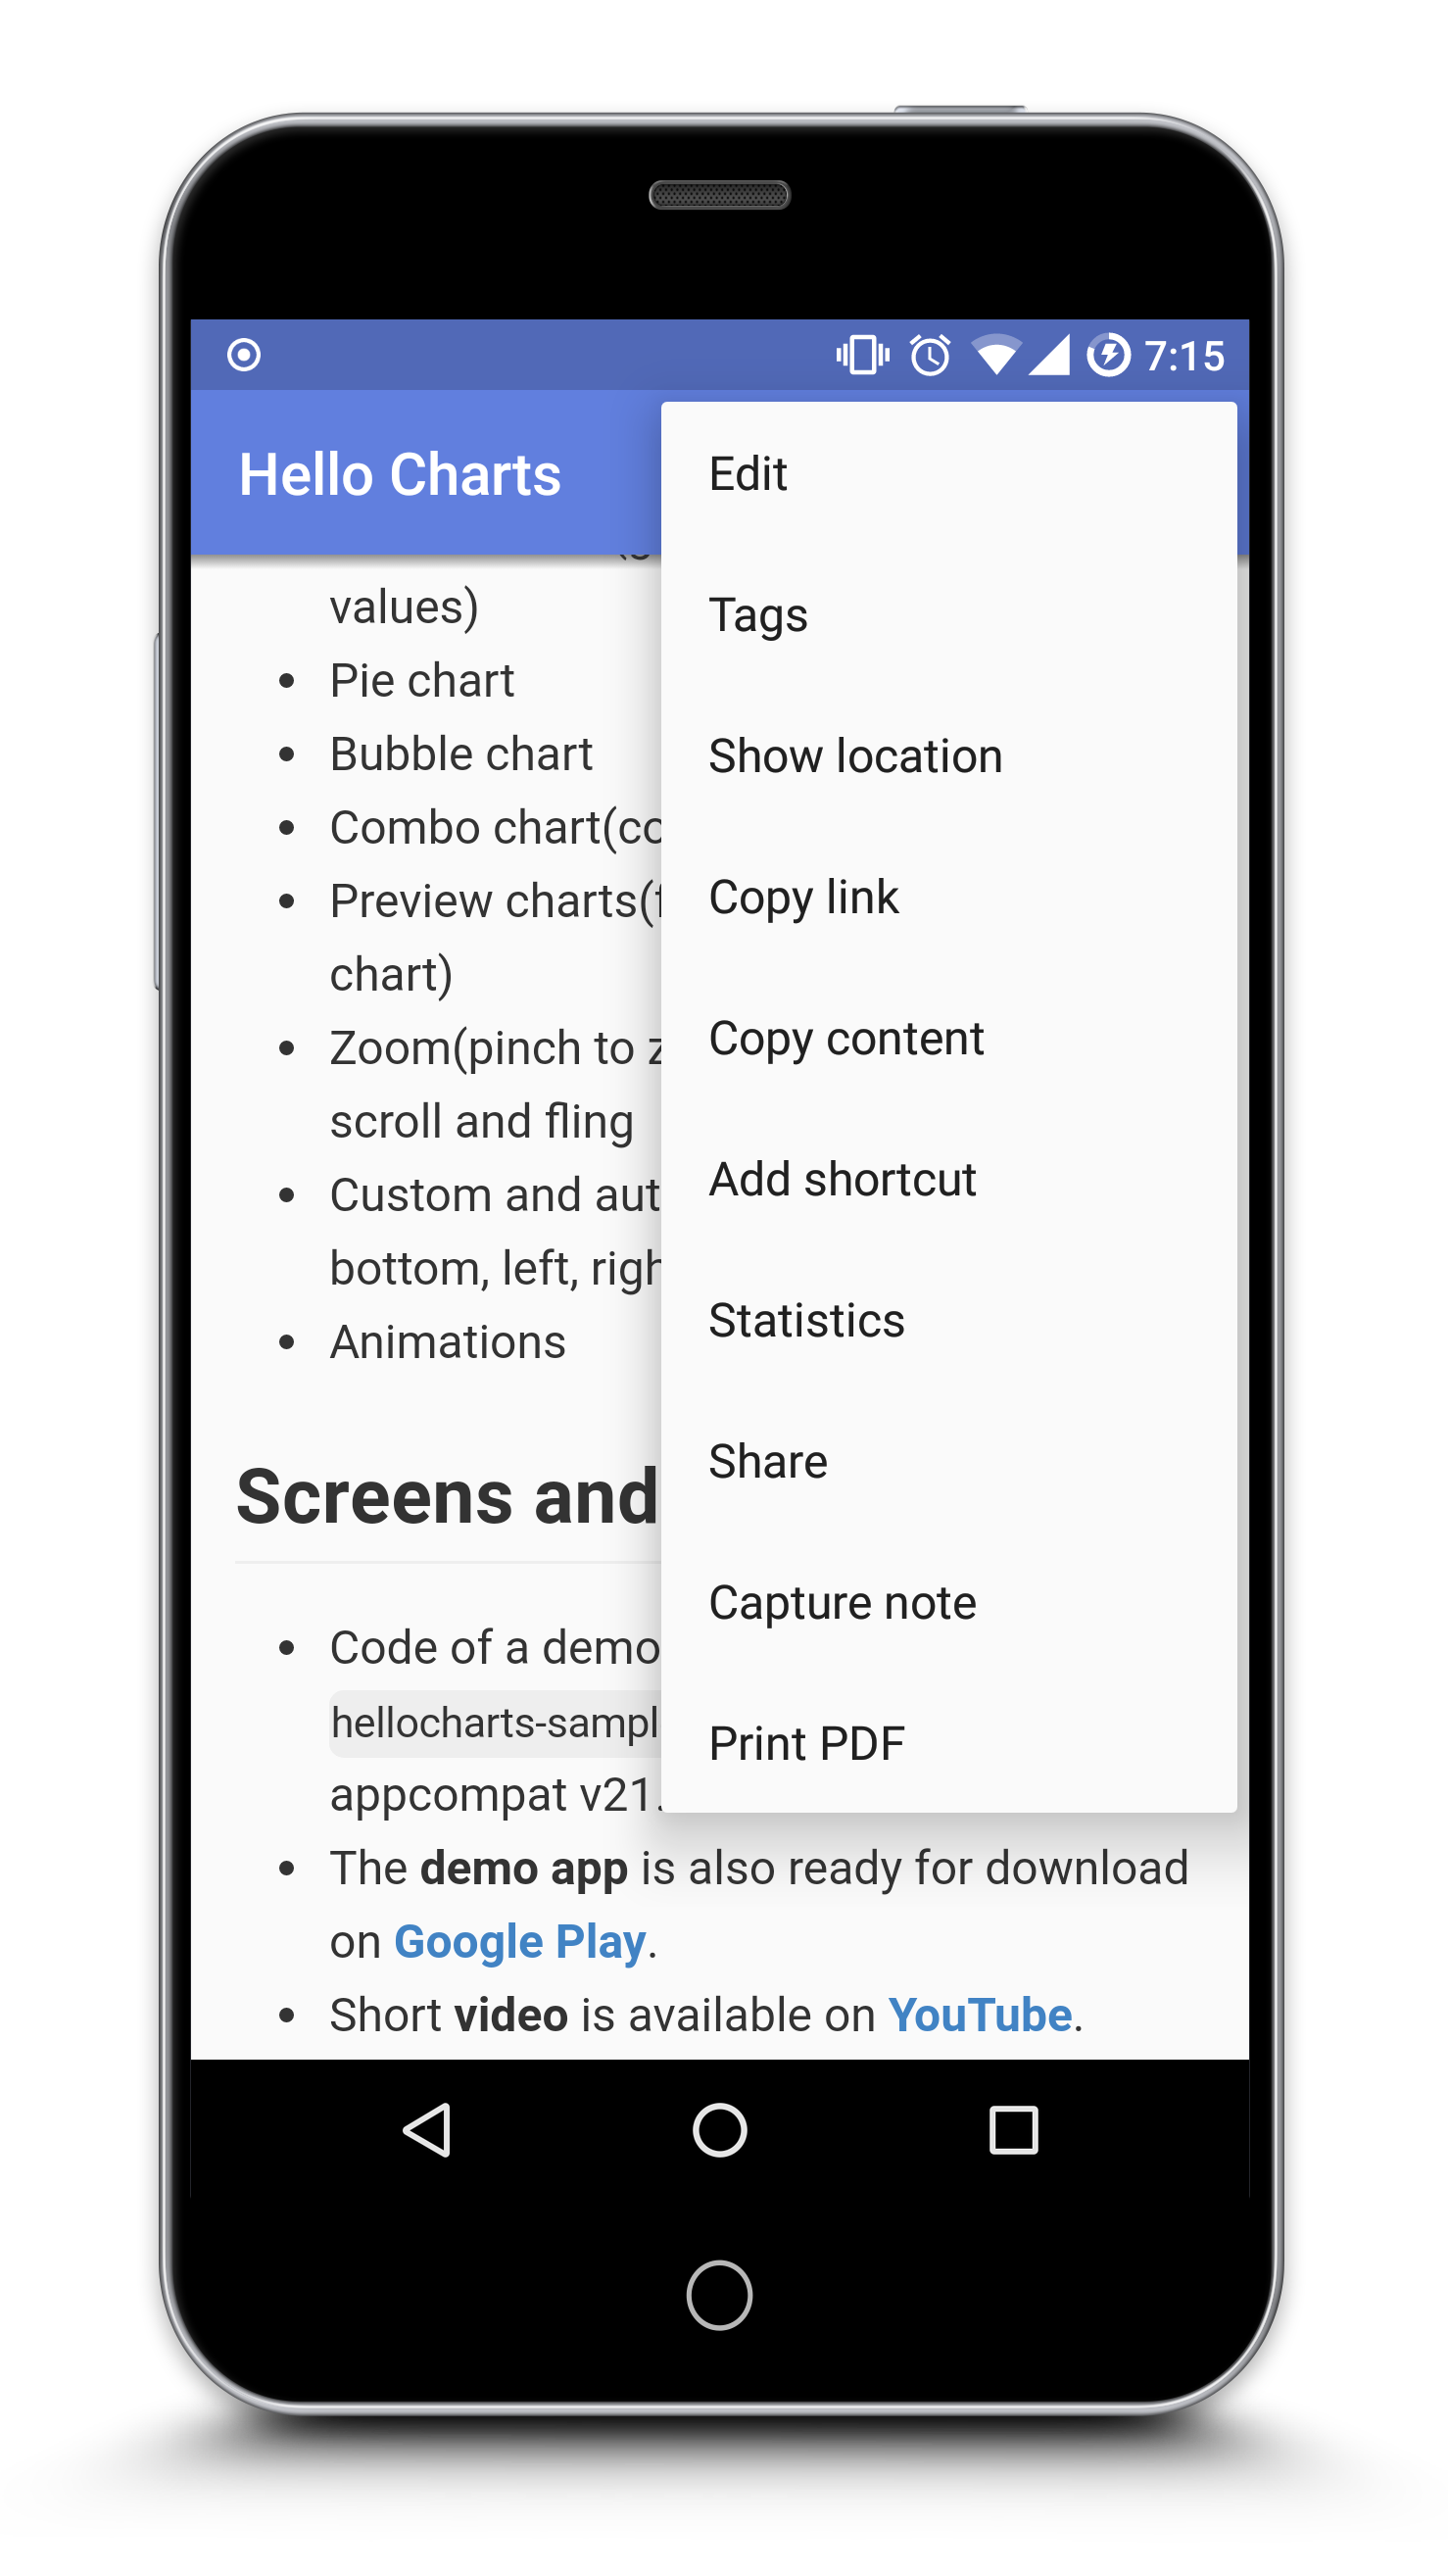 7:15
Hello Charts
values)
Pie chart
Bubble chart
Combo chart(co
Preview charts(
chart)
Zoom(pinch to
scroll and fling
Custom and aut
bottom, left, righ
Animations
Screens and
Code of a demo
hellocharts-sampl
appcompat v21.
The demo app is also ready for download
on Google Play.
Short video is available on YouTube.
Edit
Tags
Show location
Copy link
Copy content
Add shortcut
Statistics
Share
Capture note
Print PDF